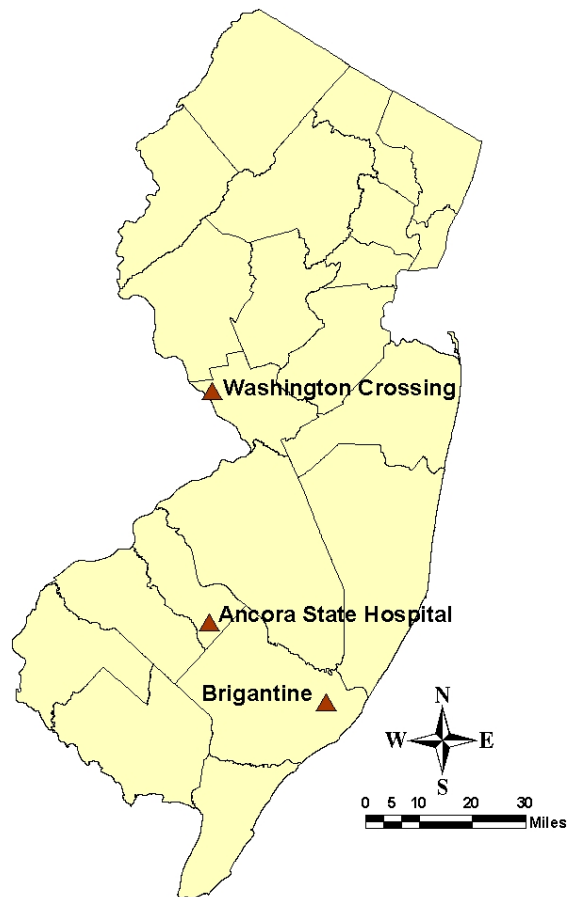 Washington Crossing
Ancora State Hospital
Brigantine
N
W E
S
0 5 10 20 30
Miles